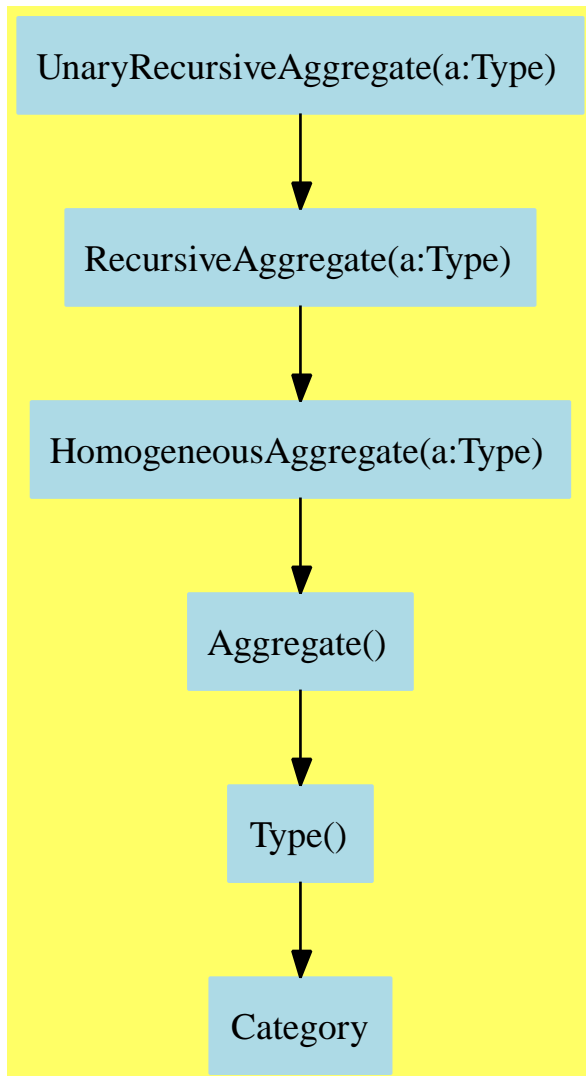 UnaryRecursiveAggregate(a:Type)
RecursiveAggregate(a:Type)
HomogeneousAggregate(a:Type)
Aggregate()
Type()
Category